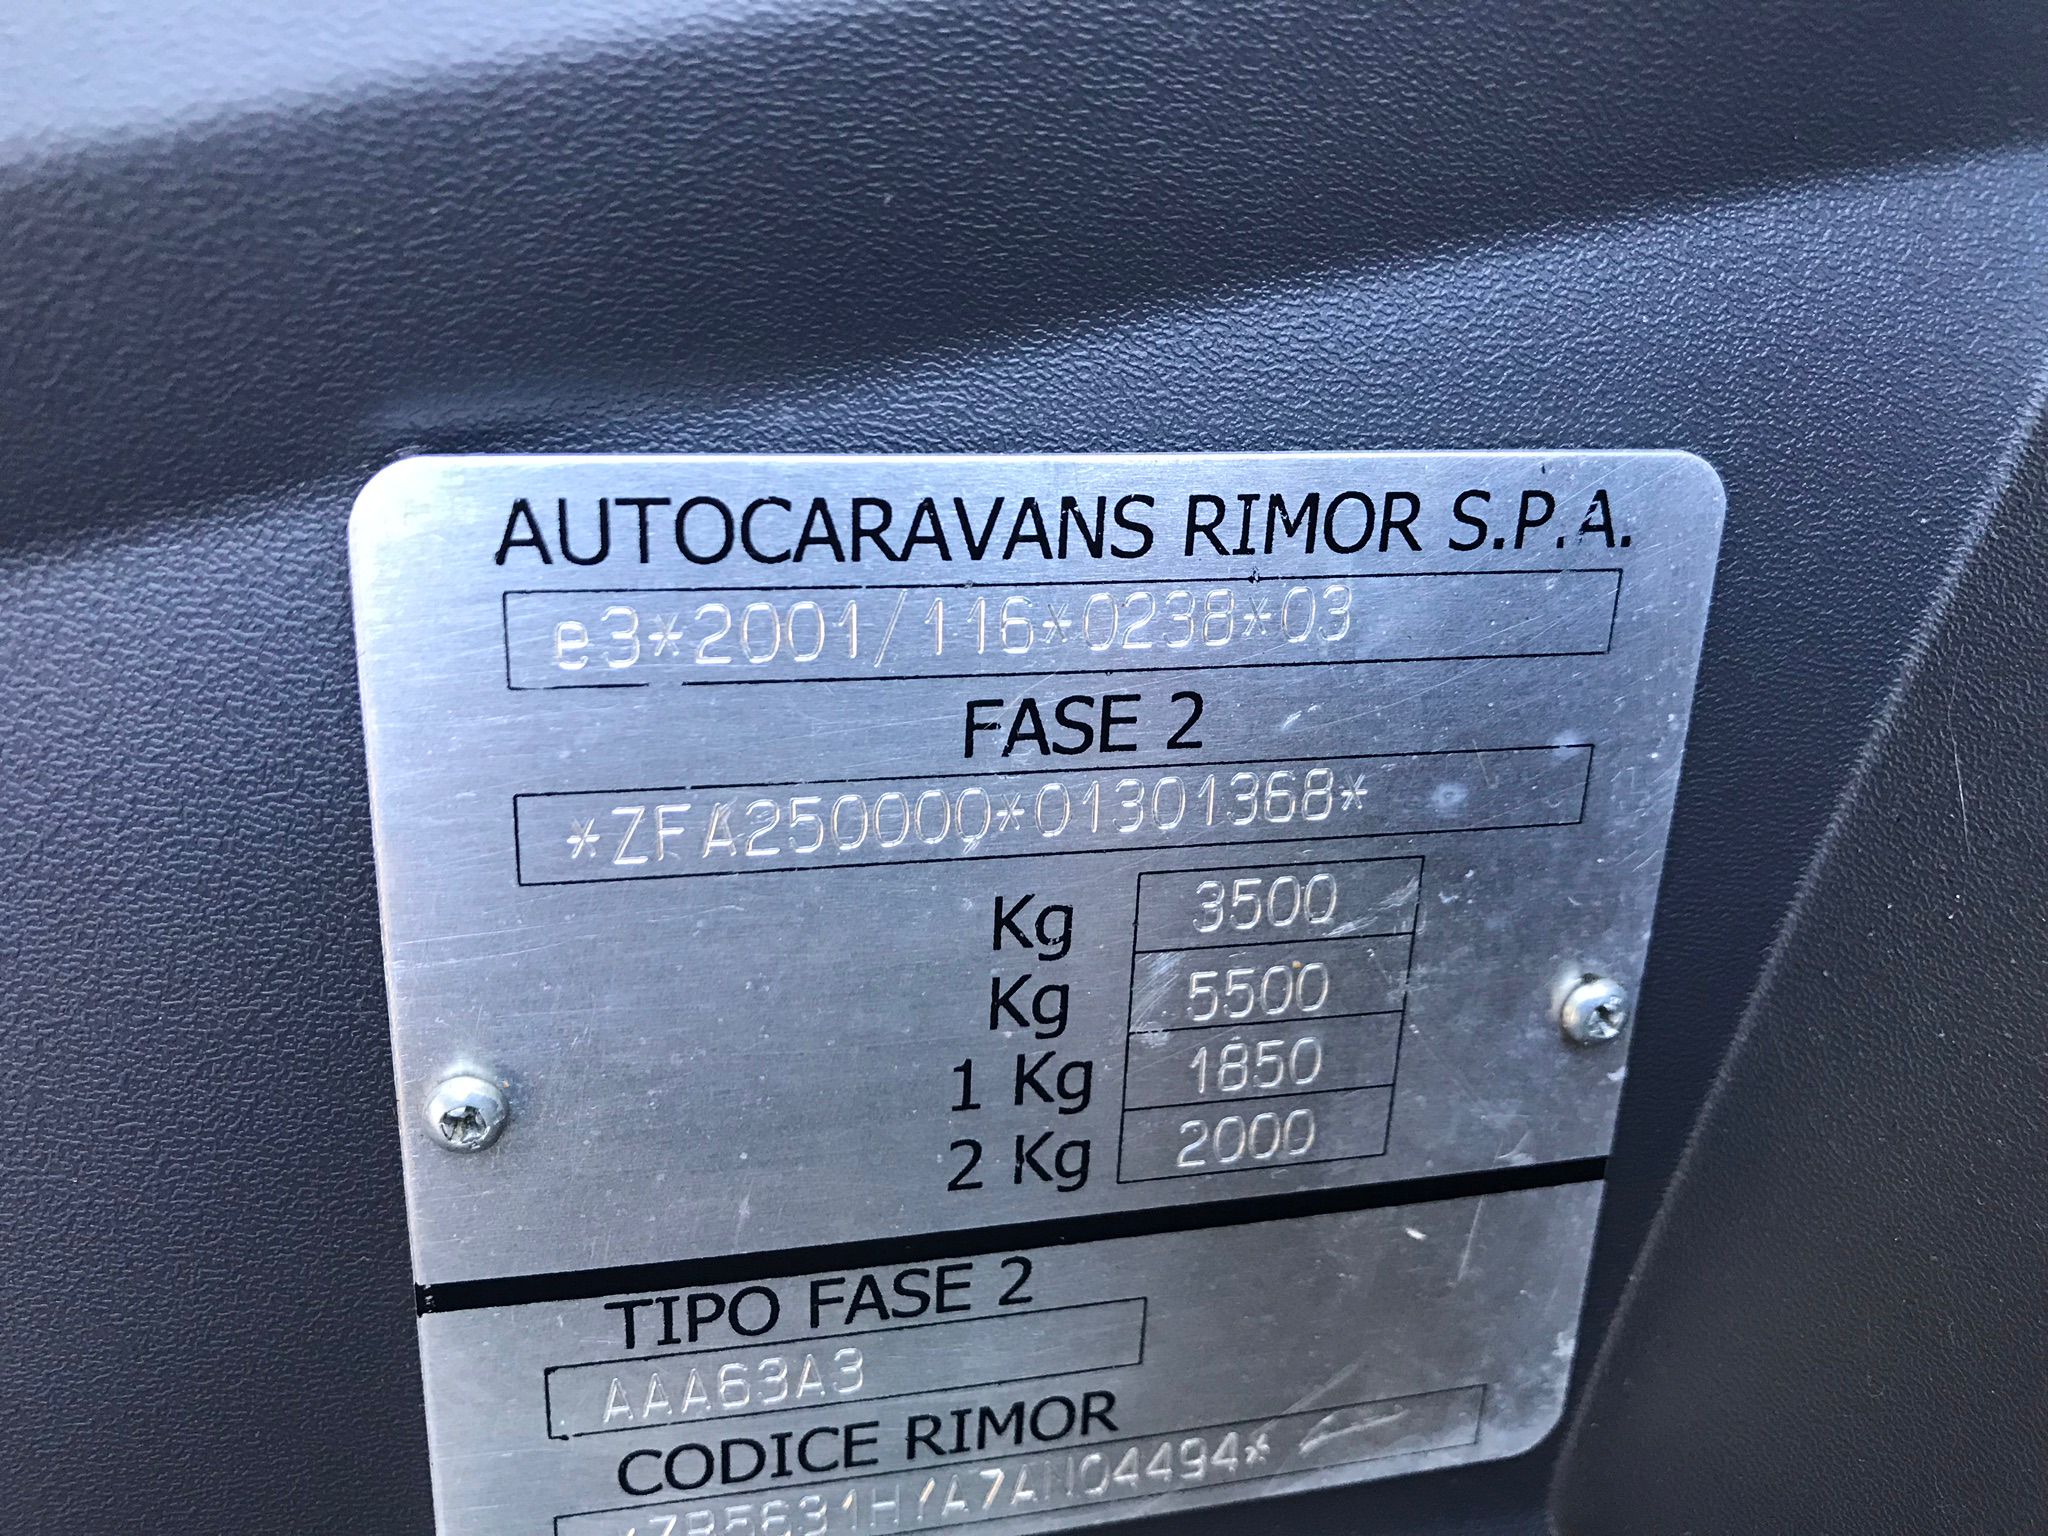 AUTOCARAVANS RIMOR S.P.A.
e3*2001/116*0238*03
FASE 2
*ZFA250000*01301368*
Kg 3500
Kg 5500
1 Kg 1850
2 Kg 2000
TIPO FASE 2
AAA63A3
CODICE RIMOR